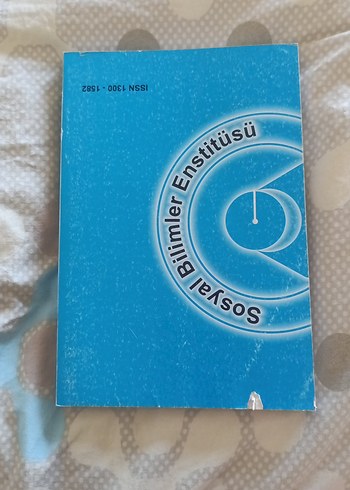 ISSN 1300 - 1582
Sosyal Bilimler Enstitüsü